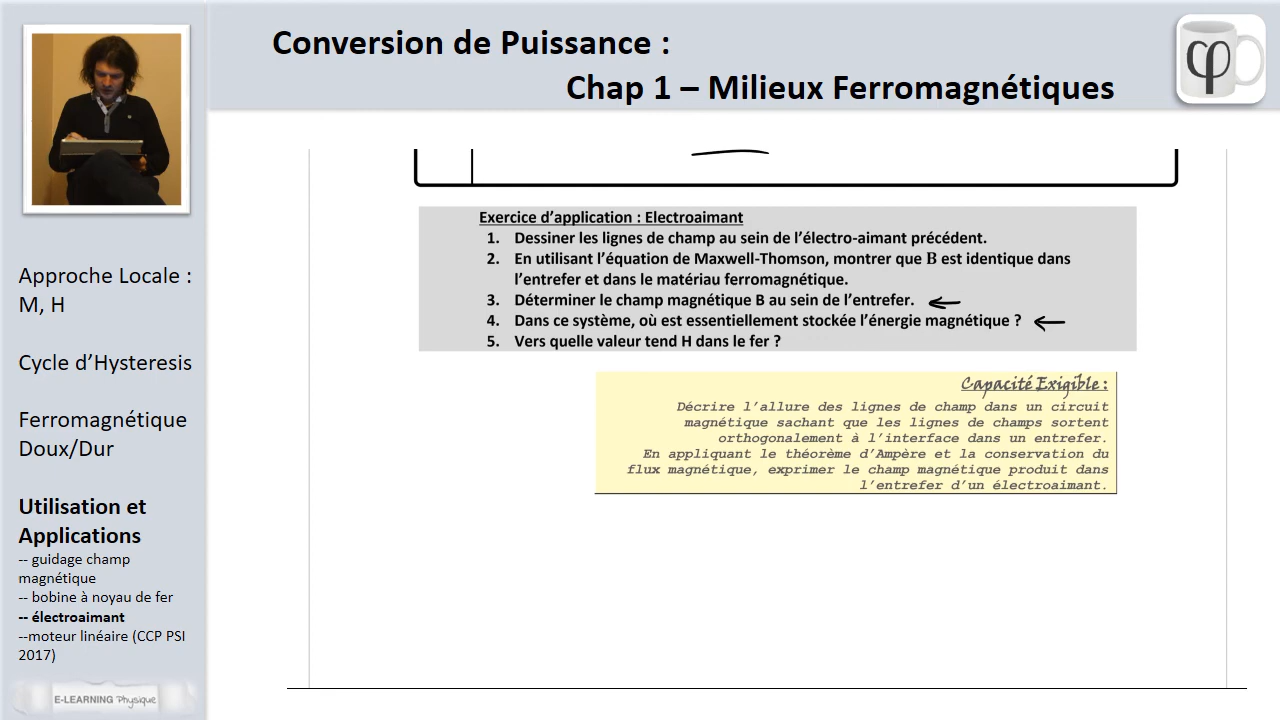 Conversion de Puissance :
Chap 1 – Milieux Ferromagnétiques
φ
Approche Locale :
M, H
Cycle d’Hysteresis
Ferromagnétique
Doux/Dur
Utilisation et
Applications
-- guidage champ
magnétique
-- bobine à noyau de fer
-- électroaimant
--moteur linéaire (CCP PSI
2017)
E-LEARNING Physique
Exercice d’application : Electroaimant
1. Dessiner les lignes de champ au sein de l’électro-aimant précédent.
2. En utilisant l’équation de Maxwell-Thomson, montrer que B est identique dans
l’entrefer et dans le matériau ferromagnétique.
3. Déterminer le champ magnétique B au sein de l’entrefer.
4. Dans ce système, où est essentiellement stockée l’énergie magnétique ?
5. Vers quelle valeur tend H dans le fer ?
Capacité Exigible :
Décrire l’allure des lignes de champ dans un circuit
magnétique sachant que les lignes de champs sortent
orthogonalement à l’interface dans un entrefer.
En appliquant le théorème d’Ampère et la conservation du
flux magnétique, exprimer le champ magnétique produit dans
l’entrefer d’un électroaimant.